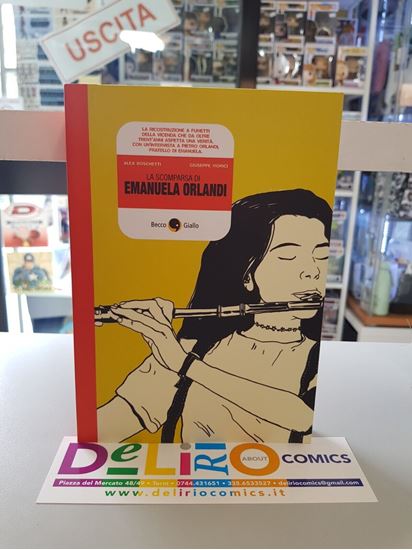 USCITA
LA RICOSTRUZIONE A FUMETTI
DELLA VICENDA CHE DA OLTRE
TRENT'ANNI ASPETTA UNA VERITÀ,
CON UN'INTERVISTA A PIETRO ORLANDI,
FRATELLO DI EMANUELA.
ALEX BOSCHETTI GIUSEPPE MORICI
LA SCOMPARSA DI
EMANUELA ORLANDI
Becco Giallo
DeLiRiO ABOUT COMICS
Piazza del Mercato 48/49 • Terni • 0744.431651 • 335.6533527 • deliriocomics@gmail.com
www.deliriocomics.it